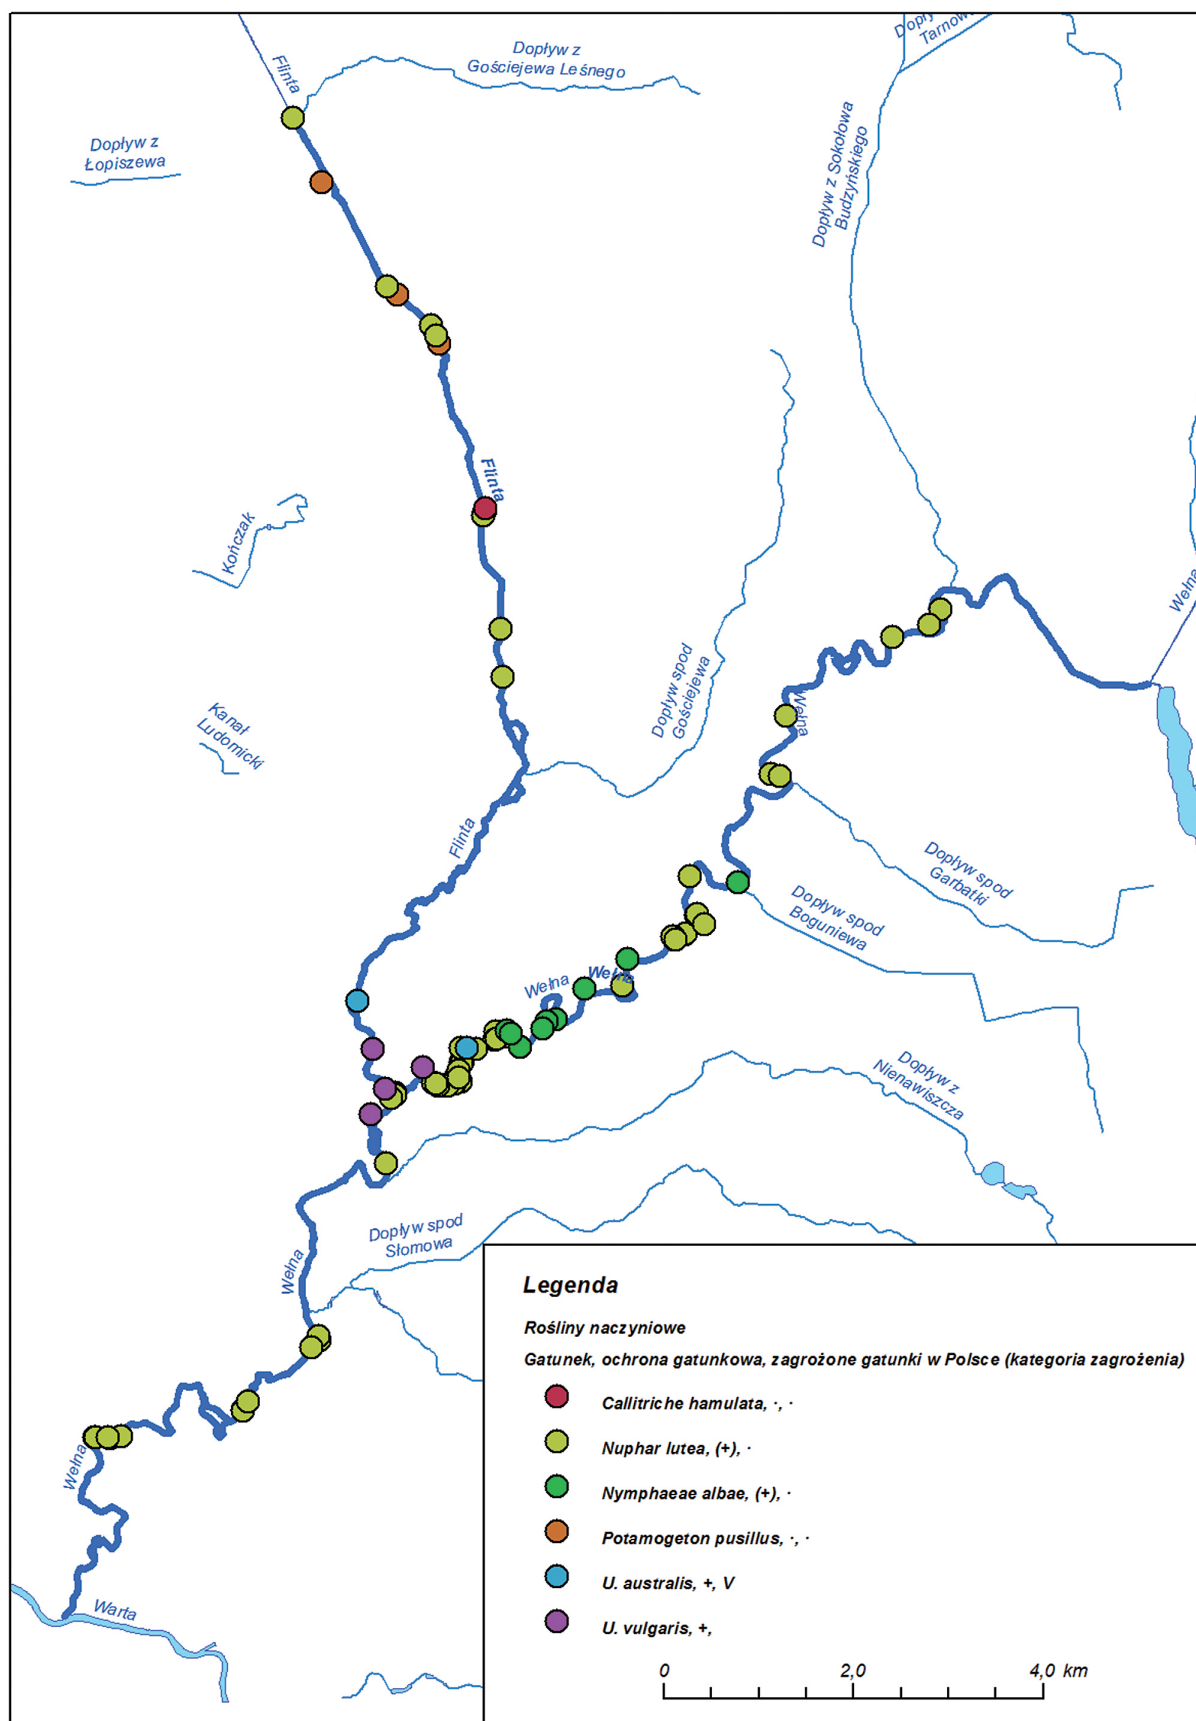 Dopływ
Tarnowa
Flinta
Dopływ z
Gościejewa Leśnego
Dopływ z
Łopiszewa
Dopływ z Sokołowa
Budzyńskiego
Flinta
Kończak
Wełna
Dopływ spod
Gościejewa
Wełna
Kanał
Ludomicki
Flinta
Dopływ spod
Garbatki
Dopływ spod
Boguniewa
Wełna
Wełna
Dopływ z
Nienawiszcza
Dopływ spod
Słomowa
Wełna
Wełna
Warta
Legenda
Rośliny naczyniowe
Gatunek, ochrona gatunkowa, zagrożone gatunki w Polsce (kategoria zagrożenia)
Callitriche hamulata, ·, ·
Nuphar lutea, (+), ·
Nymphaeae albae, (+), ·
Potamogeton pusillus, ·, ·
U. australis, +, V
U. vulgaris, +,
0 2,0 4,0 km